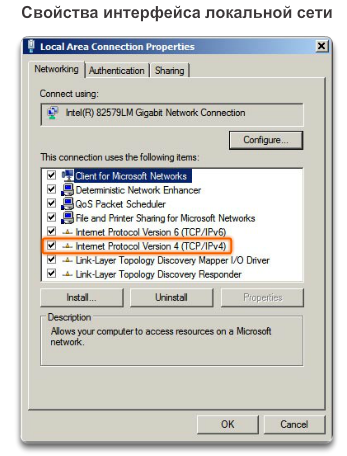 Свойства интерфейса локальной сети
Local Area Connection Properties
Networking Authentication Sharing
Connect using:
Intel(R) 82579LM Gigabit Network Connection
Configure...
This connection uses the following items:
Client for Microsoft Networks
Deterministic Network Enhancer
QoS Packet Scheduler
File and Printer Sharing for Microsoft Networks
Internet Protocol Version 6 (TCP/IPv6)
Internet Protocol Version 4 (TCP/IPv4)
Link-Layer Topology Discovery Mapper I/O Driver
Link-Layer Topology Discovery Responder
Install... Uninstall Properties
Description
Allows your computer to access resources on a Microsoft
network.
OK Cancel